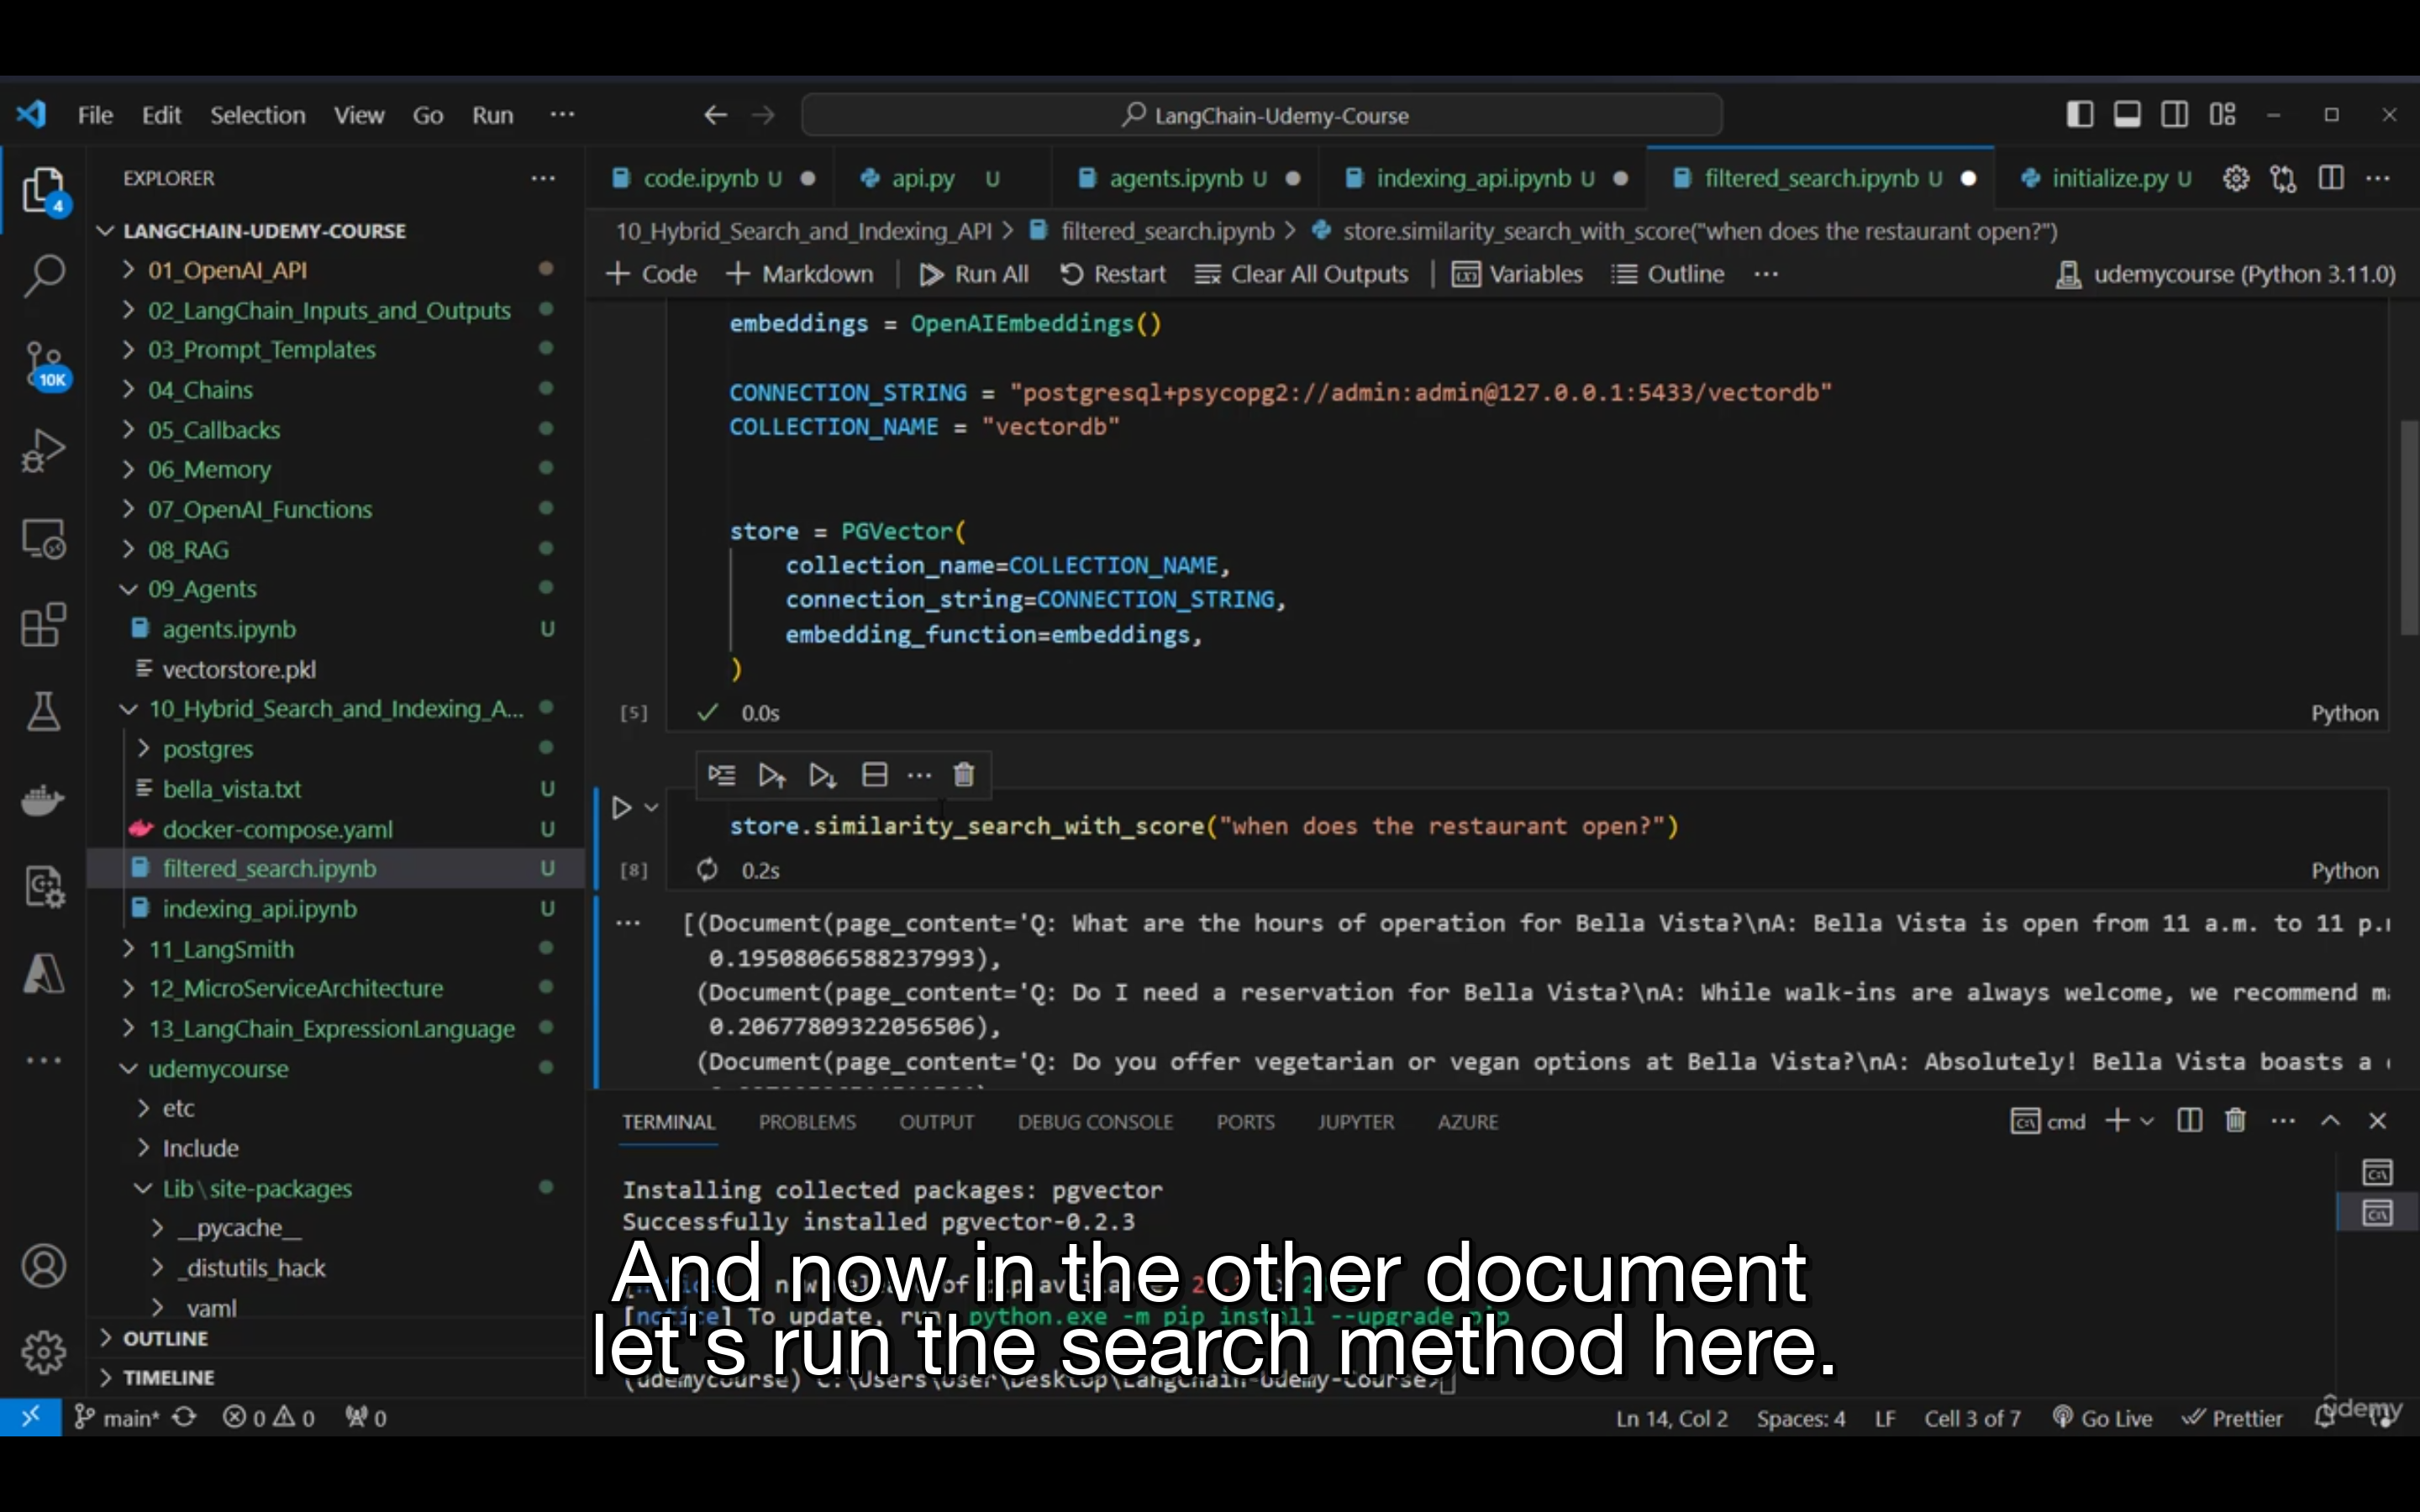 File Edit Selection View Go Run ··· LangChain-Udemy-Course
EXPLORER ···
4
LANGCHAIN-UDEMY-COURSE
01_OpenAI_API
02_LangChain_Inputs_and_Outputs
03_Prompt_Templates
10K
04_Chains
05_Callbacks
06_Memory
07_OpenAI_Functions
08_RAG
09_Agents
agents.ipynb U
vectorstore.pkl
10_Hybrid_Search_and_Indexing_A...
postgres
bella_vista.txt U
docker-compose.yaml U
filtered_search.ipynb U
indexing_api.ipynb U
11_LangSmith
12_MicroServiceArchitecture
13_LangChain_ExpressionLanguage
udemycourse
etc
Include
Lib\site-packages
__pycache__
_distutils_hack
yaml
OUTLINE
TIMELINE
code.ipynb U api.py U agents.ipynb U indexing_api.ipynb U filtered_search.ipynb U initialize.py U ···
10_Hybrid_Search_and_Indexing_API > filtered_search.ipynb > store.similarity_search_with_score("when does the restaurant open?")
+ Code + Markdown Run All Restart Clear All Outputs Variables Outline ··· udemycourse (Python 3.11.0)
embeddings = OpenAIEmbeddings()
CONNECTION_STRING = "postgresql+psycopg2://admin:admin@127.0.0.1:5433/vectordb"
COLLECTION_NAME = "vectordb"
store = PGVector(
collection_name=COLLECTION_NAME,
connection_string=CONNECTION_STRING,
embedding_function=embeddings,
)
[5] 0.0s Python
store.similarity_search_with_score("when does the restaurant open?")
[8] 0.2s Python
[(Document(page_content='Q: What are the hours of operation for Bella Vista?\nA: Bella Vista is open from 11 a.m. to 11 p.
0.19508066588237993),
(Document(page_content='Q: Do I need a reservation for Bella Vista?\nA: While walk-ins are always welcome, we recommend
0.20677809322056506),
(Document(page_content='Q: Do you offer vegetarian or vegan options at Bella Vista?\nA: Absolutely! Bella Vista boasts a
TERMINAL PROBLEMS OUTPUT DEBUG CONSOLE PORTS JUPYTER AZURE cmd
Installing collected packages: pgvector
Successfully installed pgvector-0.2.3
[notice] To update, run: python.exe -m pip install --upgrade pip
(udemycourse) C:\Users\User\Desktop\LangChain-Udemy-Course>
And now in the other document
let's run the search method here.
main* 0 0 0 Ln 14, Col 2 Spaces: 4 LF Cell 3 of 7 Go Live Prettier
udemy